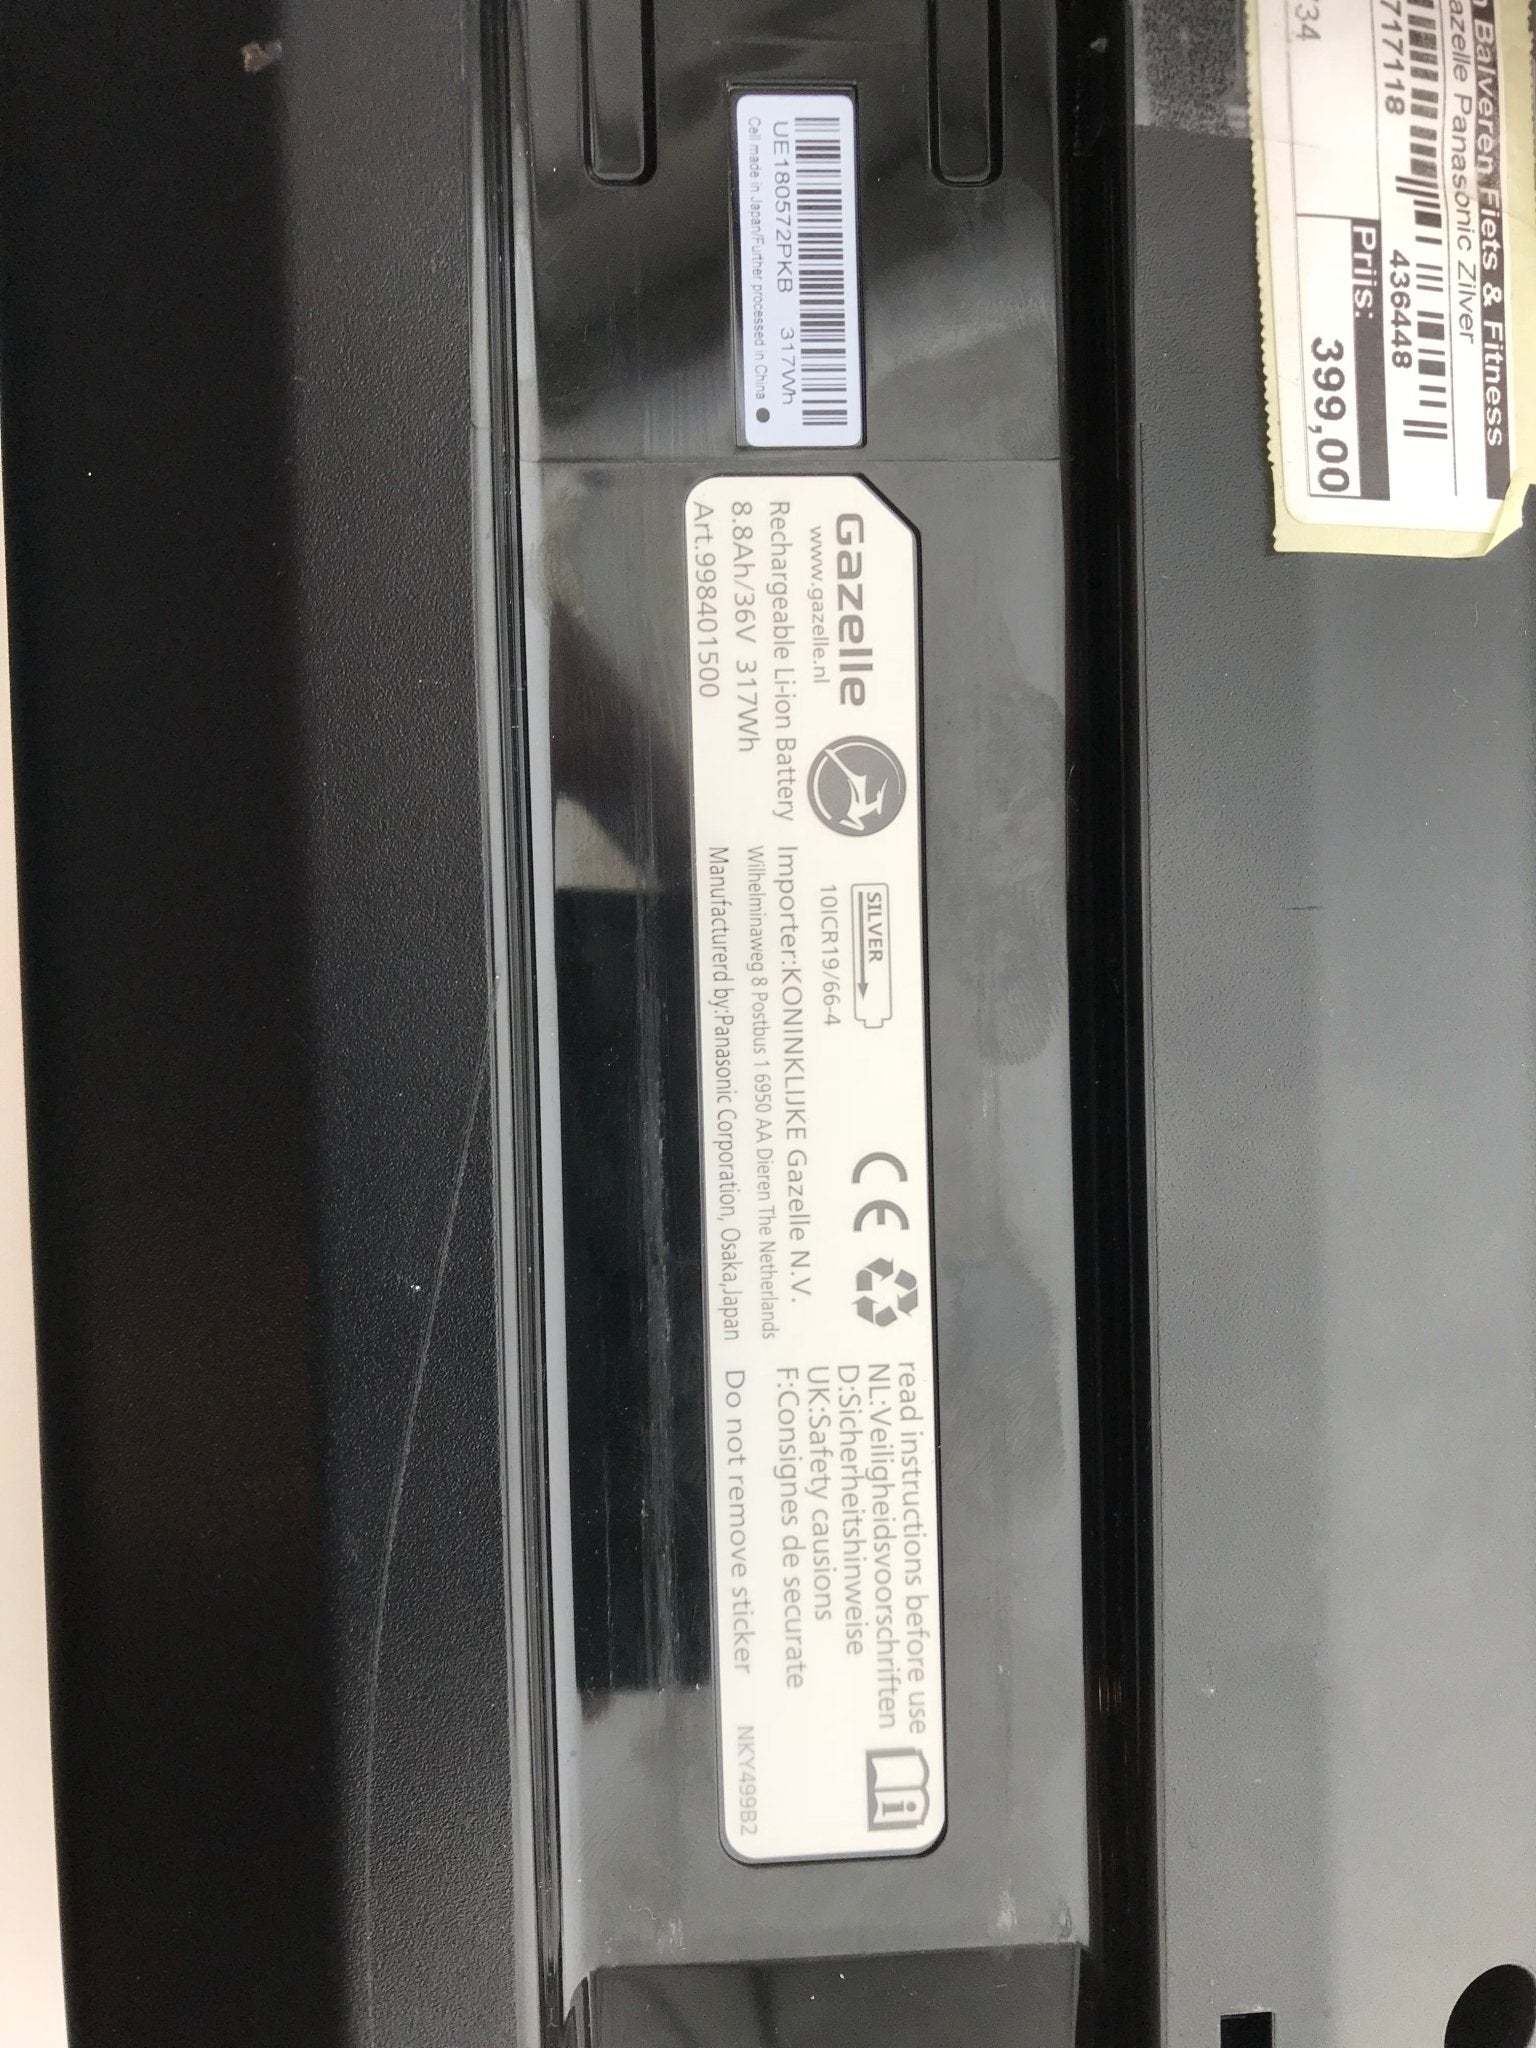 Balveren Fiets & Fitness
azelle Panasonic Zilver
717118
436448
734
Prijs:
399,00
UE180572PKB 317Wh
Cell made in Japan/Further processed in China
Gazelle
www.gazelle.nl
Rechargeable Li-ion Battery
8.8Ah/36V 317Wh
Art.998401500
SILVER
10ICR19/66-4
Importer:KONINKLIJKE Gazelle N.V.
Wilhelminaweg 8 Postbus 1 6950 AA Dieren The Netherlands
Manufacturerd by:Panasonic Corporation, Osaka,Japan
CE
read instructions before use
NL:Veiligheidsvoorschriften
D:Sicherheitshinweise
UK:Safety causions
F:Consignes de securate
Do not remove sticker
NKY499B2